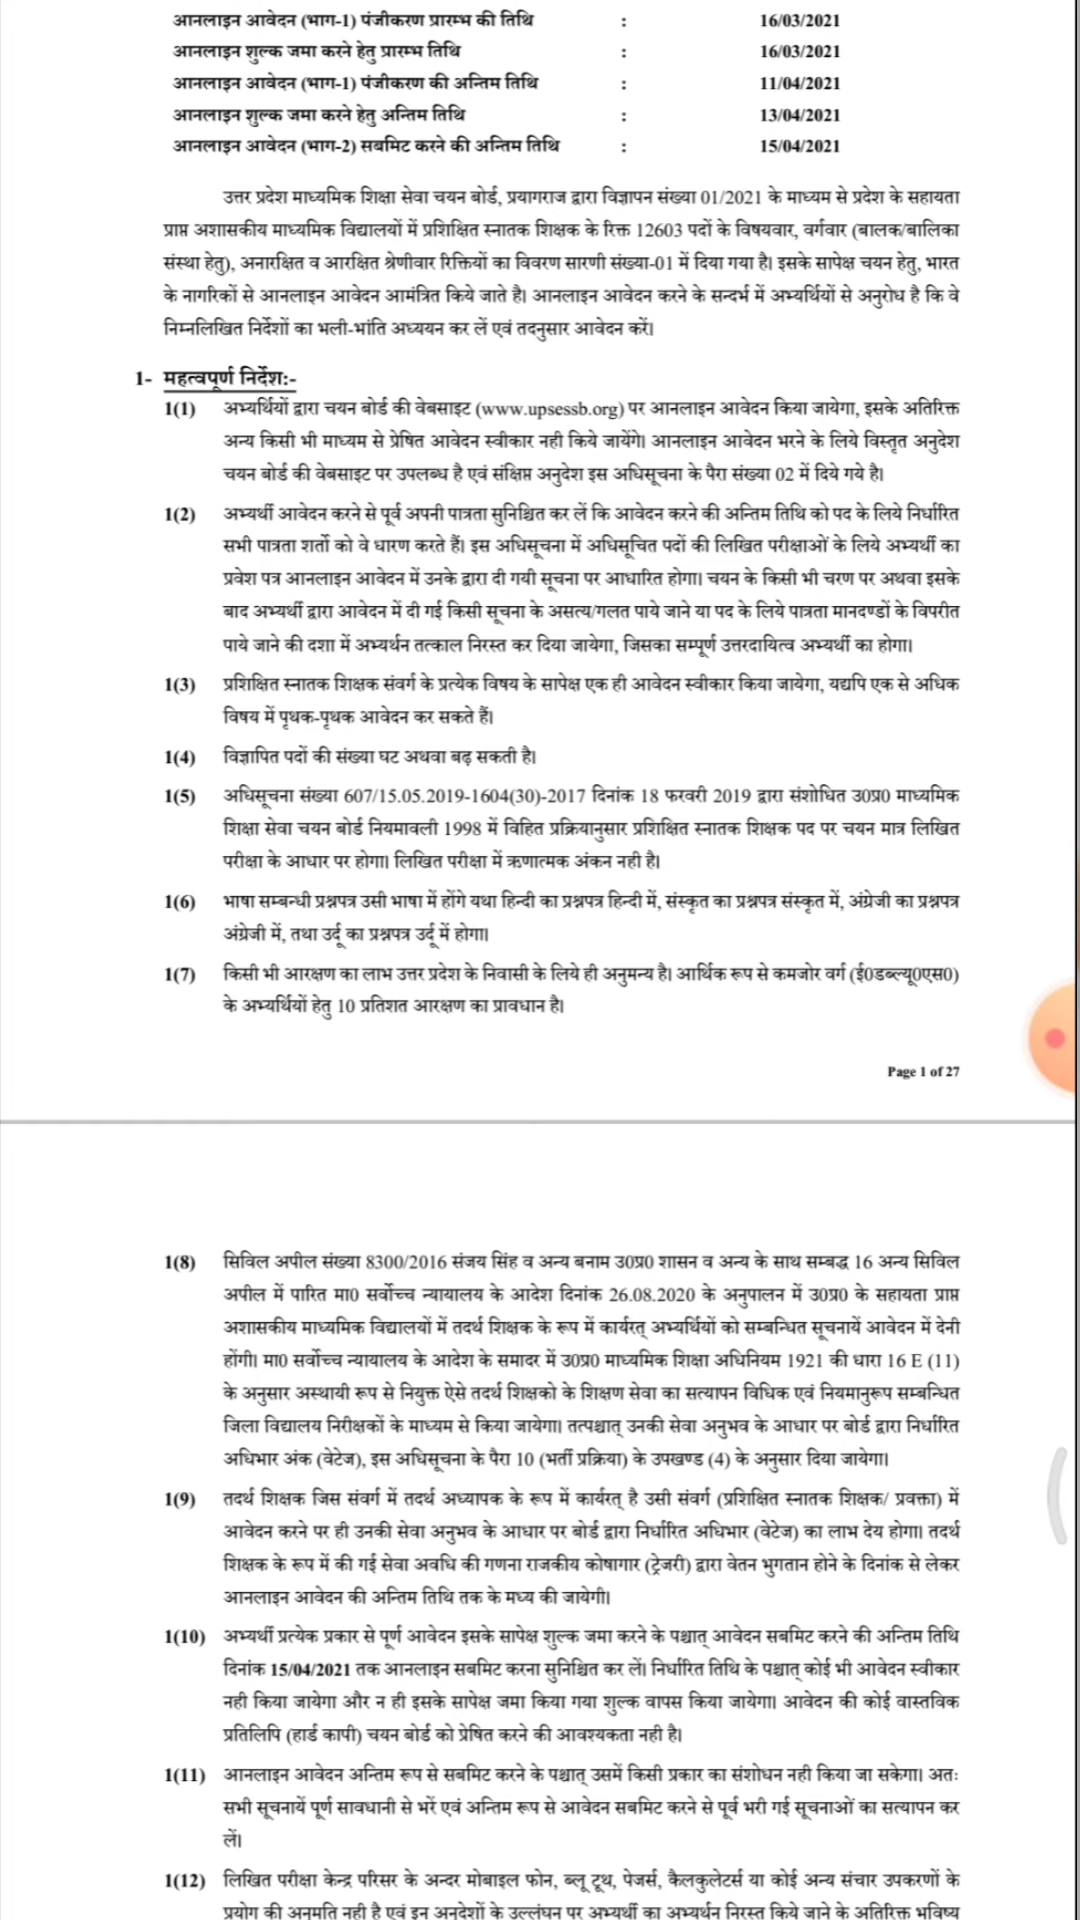 आनलाइन आवेदन (भाग-1) पंजीकरण प्रारम्भ की तिथि : 16/03/2021
आनलाइन शुल्क जमा करने हेतु प्रारम्भ तिथि : 16/03/2021
आनलाइन आवेदन (भाग-1) पंजीकरण की अन्तिम तिथि : 11/04/2021
आनलाइन शुल्क जमा करने हेतु अन्तिम तिथि : 13/04/2021
आनलाइन आवेदन (भाग-2) सबमिट करने की अन्तिम तिथि : 15/04/2021
उत्तर प्रदेश माध्यमिक शिक्षा सेवा चयन बोर्ड, प्रयागराज द्वारा विज्ञापन संख्या 01/2021 के माध्यम से प्रदेश के सहायता
प्राप्त अशासकीय माध्यमिक विद्यालयों में प्रशिक्षित स्नातक शिक्षक के रिक्त 12603 पदों के विषयवार, वर्गवार (बालक/बालिका
संस्था हेतु), अनारक्षित व आरक्षित श्रेणीवार रिक्तियों का विवरण सारणी संख्या-01 में दिया गया है। इसके सापेक्ष चयन हेतु, भारत
के नागरिकों से आनलाइन आवेदन आमंत्रित किये जाते है। आनलाइन आवेदन करने के सन्दर्भ में अभ्यर्थियों से अनुरोध है कि वे
निम्नलिखित निर्देशों का भली-भांति अध्ययन कर लें एवं तदनुसार आवेदन करें।
1- महत्वपूर्ण निर्देश:-
1(1) अभ्यर्थियों द्वारा चयन बोर्ड की वेबसाइट (www.upsessb.org) पर आनलाइन आवेदन किया जायेगा, इसके अतिरिक्त
अन्य किसी भी माध्यम से प्रेषित आवेदन स्वीकार नही किये जायेंगे। आनलाइन आवेदन भरने के लिये विस्तृत अनुदेश
चयन बोर्ड की वेबसाइट पर उपलब्ध है एवं संक्षिप्त अनुदेश इस अधिसूचना के पैरा संख्या 02 में दिये गये है।
1(2) अभ्यर्थी आवेदन करने से पूर्व अपनी पात्रता सुनिश्चित कर लें कि आवेदन करने की अन्तिम तिथि को पद के लिये निर्धारित
सभी पात्रता शर्तो को वे धारण करते हैं। इस अधिसूचना में अधिसूचित पदों की लिखित परीक्षाओं के लिये अभ्यर्थी का
प्रवेश पत्र आनलाइन आवेदन में उनके द्वारा दी गयी सूचना पर आधारित होगा। चयन के किसी भी चरण पर अथवा इसके
बाद अभ्यर्थी द्वारा आवेदन में दी गई किसी सूचना के असत्य/गलत पाये जाने या पद के लिये पात्रता मानदण्डों के विपरीत
पाये जाने की दशा में अभ्यर्थन तत्काल निरस्त कर दिया जायेगा, जिसका सम्पूर्ण उत्तरदायित्व अभ्यर्थी का होगा।
1(3) प्रशिक्षित स्नातक शिक्षक संवर्ग के प्रत्येक विषय के सापेक्ष एक ही आवेदन स्वीकार किया जायेगा, यद्यपि एक से अधिक
विषय में पृथक-पृथक आवेदन कर सकते हैं।
1(4) विज्ञापित पदों की संख्या घट अथवा बढ़ सकती है।
1(5) अधिसूचना संख्या 607/15.05.2019-1604(30)-2017 दिनांक 18 फरवरी 2019 द्वारा संशोधित उ0प्र0 माध्यमिक
शिक्षा सेवा चयन बोर्ड नियमावली 1998 में विहित प्रक्रियानुसार प्रशिक्षित स्नातक शिक्षक पद पर चयन मात्र लिखित
परीक्षा के आधार पर होगा। लिखित परीक्षा में ऋणात्मक अंकन नही है।
1(6) भाषा सम्बन्धी प्रश्नपत्र उसी भाषा में होंगे यथा हिन्दी का प्रश्नपत्र हिन्दी में, संस्कृत का प्रश्नपत्र संस्कृत में, अंग्रेजी का प्रश्नपत्र
अंग्रेजी में, तथा उर्दू का प्रश्नपत्र उर्दू में होगा।
1(7) किसी भी आरक्षण का लाभ उत्तर प्रदेश के निवासी के लिये ही अनुमन्य है। आर्थिक रूप से कमजोर वर्ग (ई0डब्ल्यू0एस0)
के अभ्यर्थियों हेतु 10 प्रतिशत आरक्षण का प्रावधान है।
Page 1 of 27
1(8) सिविल अपील संख्या 8300/2016 संजय सिंह व अन्य बनाम उ0प्र0 शासन व अन्य के साथ सम्बद्ध 16 अन्य सिविल
अपील में पारित मा0 सर्वोच्च न्यायालय के आदेश दिनांक 26.08.2020 के अनुपालन में उ0प्र0 के सहायता प्राप्त
अशासकीय माध्यमिक विद्यालयों में तदर्थ शिक्षक के रूप में कार्यरत् अभ्यर्थियों को सम्बन्धित सूचनायें आवेदन में देनी
होंगी। मा0 सर्वोच्च न्यायालय के आदेश के समादर में उ0प्र0 माध्यमिक शिक्षा अधिनियम 1921 की धारा 16 E (11)
के अनुसार अस्थायी रूप से नियुक्त ऐसे तदर्थ शिक्षको के शिक्षण सेवा का सत्यापन विधिक एवं नियमानुरूप सम्बन्धित
जिला विद्यालय निरीक्षकों के माध्यम से किया जायेगा। तत्पश्चात् उनकी सेवा अनुभव के आधार पर बोर्ड द्वारा निर्धारित
अधिभार अंक (वेटेज), इस अधिसूचना के पैरा 10 (भर्ती प्रक्रिया) के उपखण्ड (4) के अनुसार दिया जायेगा।
1(9) तदर्थ शिक्षक जिस संवर्ग में तदर्थ अध्यापक के रूप में कार्यरत् है उसी संवर्ग (प्रशिक्षित स्नातक शिक्षक/ प्रवक्ता) में
आवेदन करने पर ही उनकी सेवा अनुभव के आधार पर बोर्ड द्वारा निर्धारित अधिभार (वेटेज) का लाभ देय होगा। तदर्थ
शिक्षक के रूप में की गई सेवा अवधि की गणना राजकीय कोषागार (ट्रेजरी) द्वारा वेतन भुगतान होने के दिनांक से लेकर
आनलाइन आवेदन की अन्तिम तिथि तक के मध्य की जायेगी।
1(10) अभ्यर्थी प्रत्येक प्रकार से पूर्ण आवेदन इसके सापेक्ष शुल्क जमा करने के पश्चात् आवेदन सबमिट करने की अन्तिम तिथि
दिनांक 15/04/2021 तक आनलाइन सबमिट करना सुनिश्चित कर लें। निर्धारित तिथि के पश्चात् कोई भी आवेदन स्वीकार
नही किया जायेगा और न ही इसके सापेक्ष जमा किया गया शुल्क वापस किया जायेगा। आवेदन की कोई वास्तविक
प्रतिलिपि (हार्ड कापी) चयन बोर्ड को प्रेषित करने की आवश्यकता नही है।
1(11) आनलाइन आवेदन अन्तिम रूप से सबमिट करने के पश्चात् उसमें किसी प्रकार का संशोधन नही किया जा सकेगा। अतः
सभी सूचनायें पूर्ण सावधानी से भरें एवं अन्तिम रूप से आवेदन सबमिट करने से पूर्व भरी गई सूचनाओं का सत्यापन कर
लें।
1(12) लिखित परीक्षा केन्द्र परिसर के अन्दर मोबाइल फोन, ब्लू टूथ, पेजर्स, कैलकुलेटर्स या कोई अन्य संचार उपकरणों के
प्रयोग की अनुमति नही है एवं इन अनुदेशों के उल्लंघन पर अभ्यर्थी का अभ्यर्थन निरस्त किये जाने के अतिरिक्त भविष्य